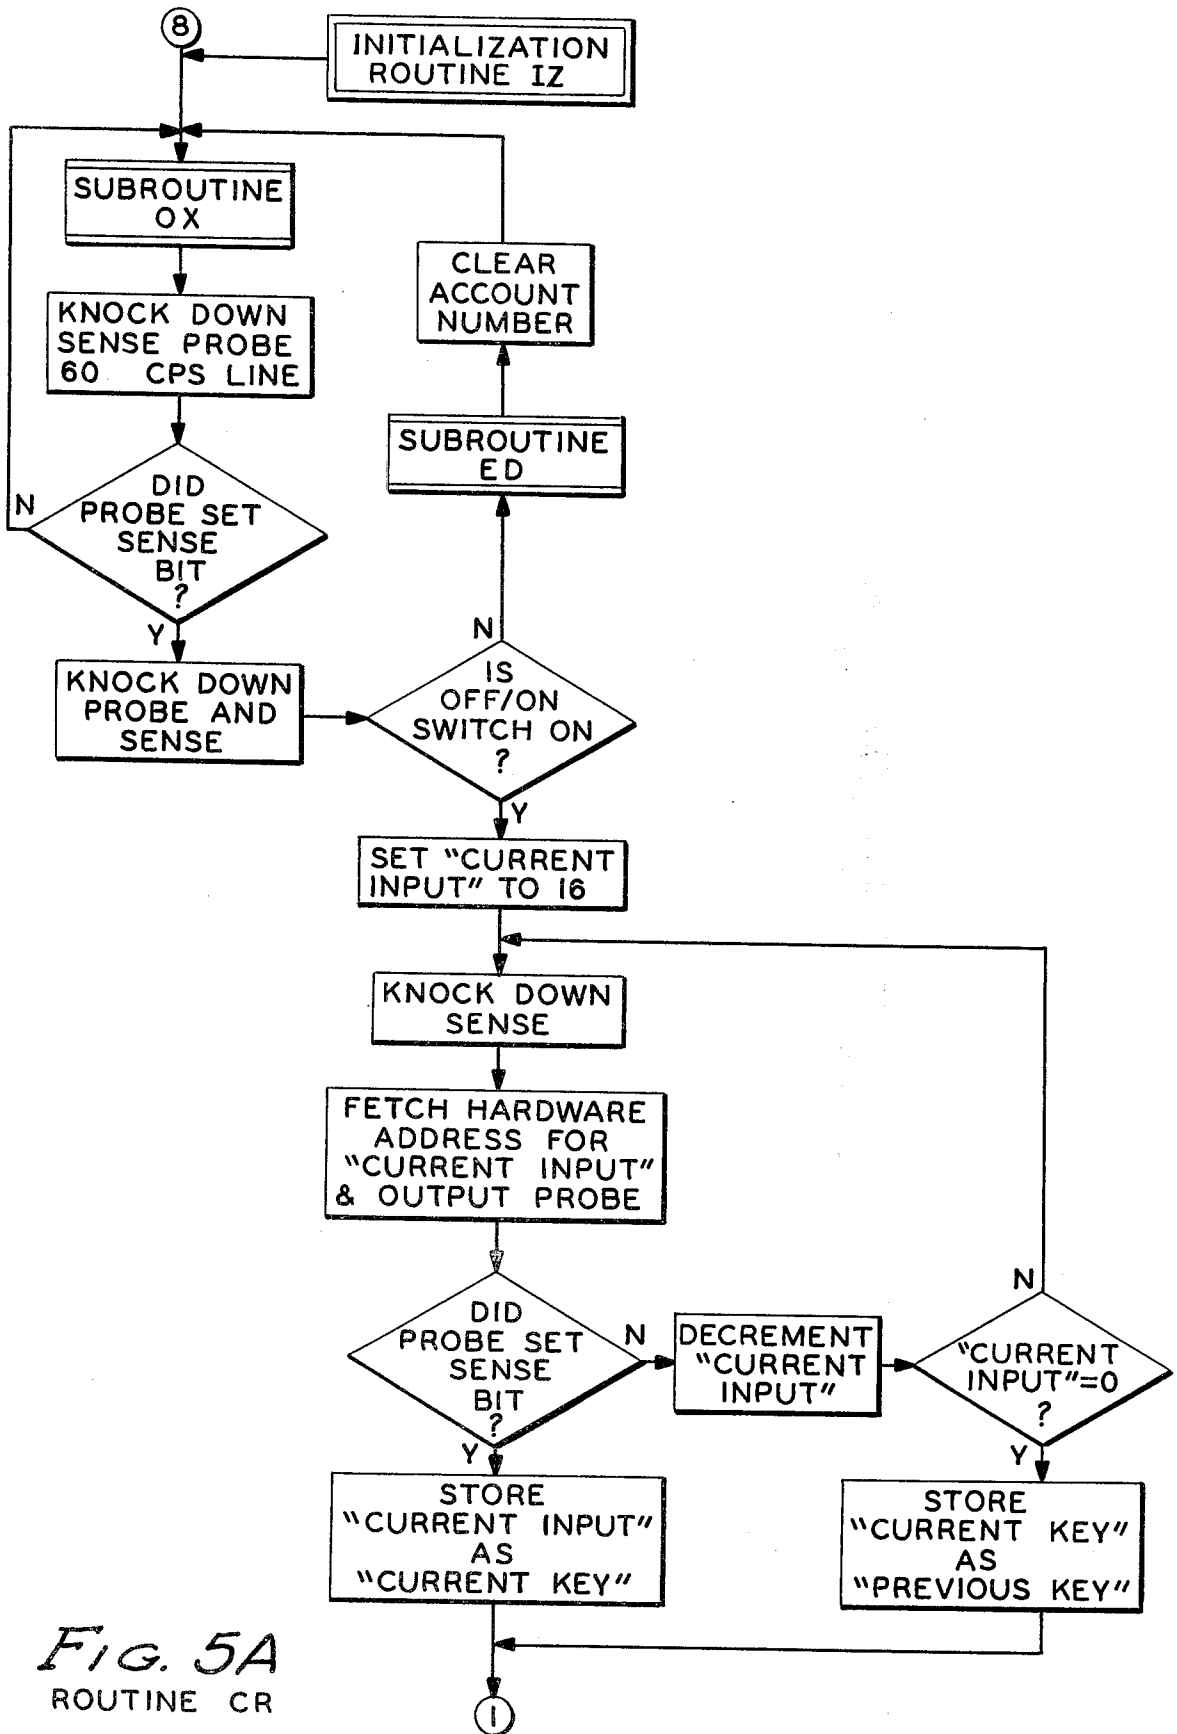 8
INITIALIZATION
ROUTINE IZ
SUBROUTINE
OX
KNOCK DOWN
SENSE PROBE
60 CPS LINE
DID
PROBE SET
SENSE
BIT
?
N
Y
KNOCK DOWN
PROBE AND
SENSE
CLEAR
ACCOUNT
NUMBER
SUBROUTINE
ED
N
IS
OFF/ON
SWITCH ON
?
Y
SET "CURRENT
INPUT" TO 16
KNOCK DOWN
SENSE
FETCH HARDWARE
ADDRESS FOR
"CURRENT INPUT"
& OUTPUT PROBE
DID
PROBE SET
SENSE
BIT
?
N
Y
DECREMENT
"CURRENT
INPUT"
N
"CURRENT
INPUT"=0
?
Y
STORE
"CURRENT INPUT"
AS
"CURRENT KEY"
STORE
"CURRENT KEY"
AS
"PREVIOUS KEY"
1
FIG. 5A
ROUTINE CR